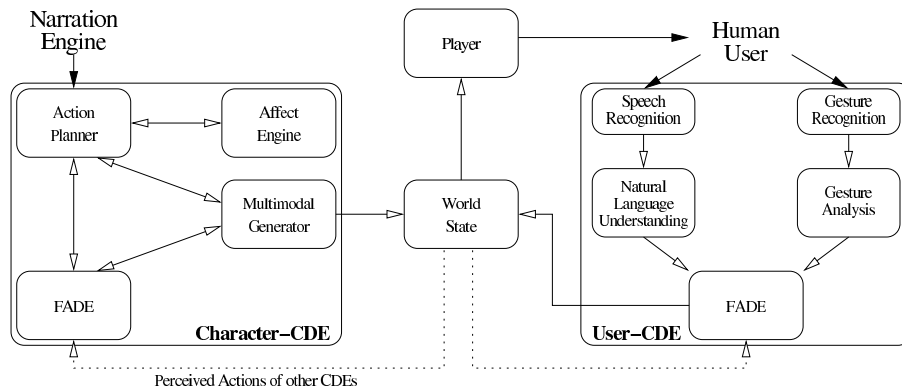 Narration
Engine
Player
Human
User
Action
Planner
Affect
Engine
Speech
Recognition
Gesture
Recognition
Multimodal
Generator
World
State
Natural
Language
Understanding
Gesture
Analysis
FADE
FADE
Character-CDE
User-CDE
Perceived Actions of other CDEs